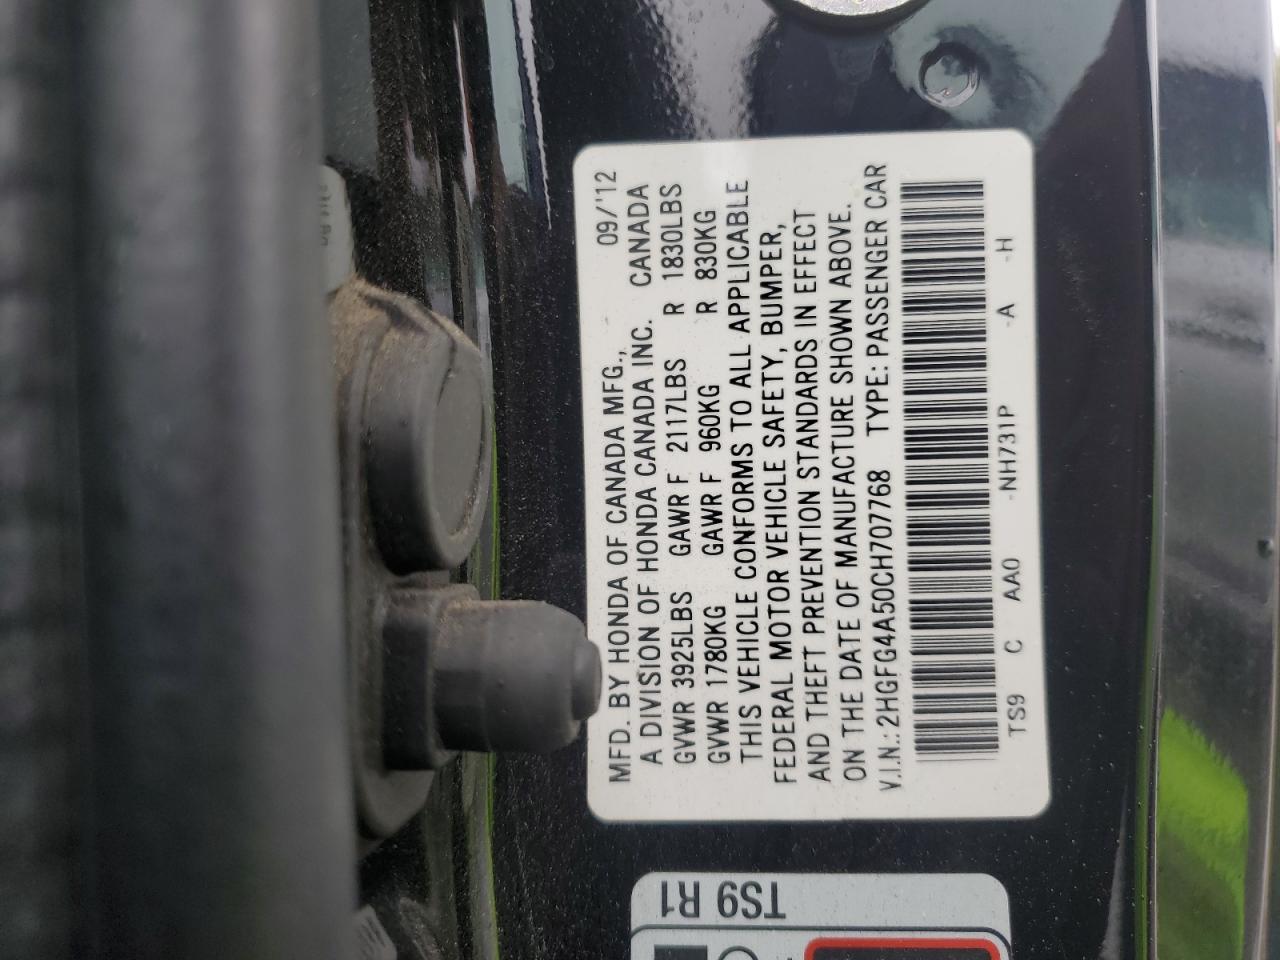 MFD. BY HONDA OF CANADA MFG., 09/'12
A DIVISION OF HONDA CANADA INC. CANADA
GVWR 3925LBS GAWR F 2117LBS R 1830LBS
GVWR 1780KG GAWR F 960KG R 830KG
THIS VEHICLE CONFORMS TO ALL APPLICABLE
FEDERAL MOTOR VEHICLE SAFETY, BUMPER,
AND THEFT PREVENTION STANDARDS IN EFFECT
ON THE DATE OF MANUFACTURE SHOWN ABOVE.
V.I.N.: 2HGFG4A50CH707768 TYPE: PASSENGER CAR
TS9 C AA0 -NH731P -A -H
TS9 R1